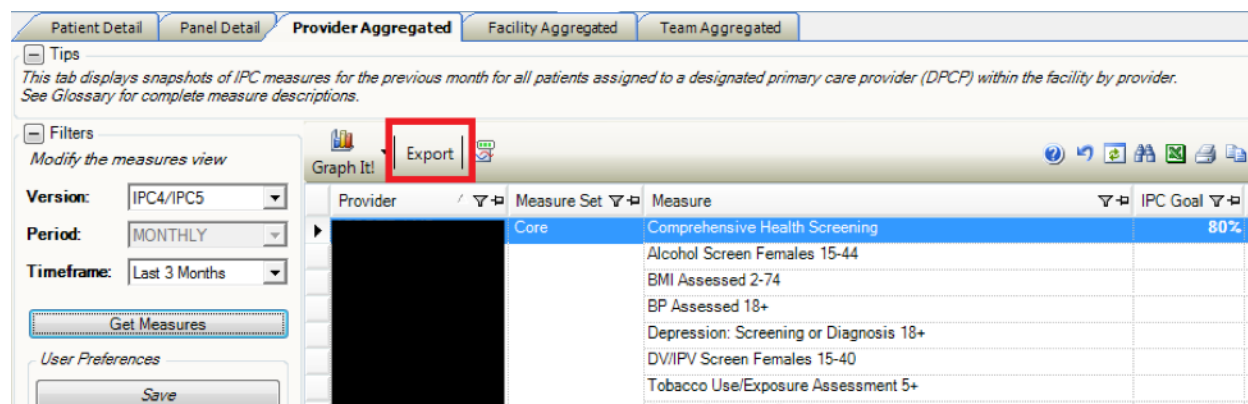 Patient Detail Panel Detail Provider Aggregated Facility Aggregated Team Aggregated
Tips
This tab displays snapshots of IPC measures for the previous month for all patients assigned to a designated primary care provider (DPCP) within the facility by provider.
See Glossary for complete measure descriptions.
Filters
Modify the measures view
Version: IPC4/IPC5
Period: MONTHLY
Timeframe: Last 3 Months
Get Measures
User Preferences
Save
Graph It! Export
Provider Measure Set Measure IPC Goal
Core Comprehensive Health Screening 80%
Alcohol Screen Females 15-44
BMI Assessed 2-74
BP Assessed 18+
Depression: Screening or Diagnosis 18+
DV/IPV Screen Females 15-40
Tobacco Use/Exposure Assessment 5+